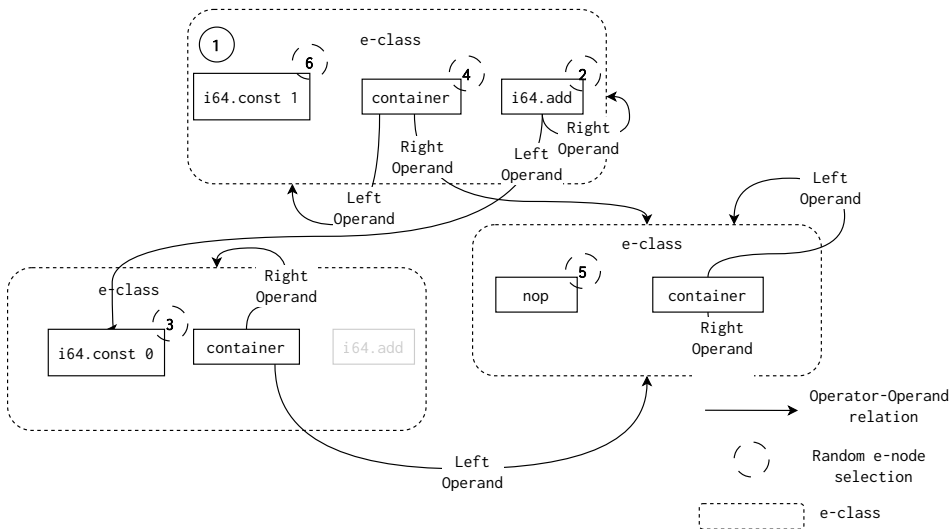 1
e-class
6
4
2
i64.const 1
container
i64.add
Right
Operand
Right
Operand
Left
Operand
Left
Operand
Left
Operand
e-class
5
nop
container
Right
Operand
Right
Operand
e-class
3
i64.const 0
container
i64.add
Left
Operand
Operator-Operand
relation
Random e-node
selection
e-class